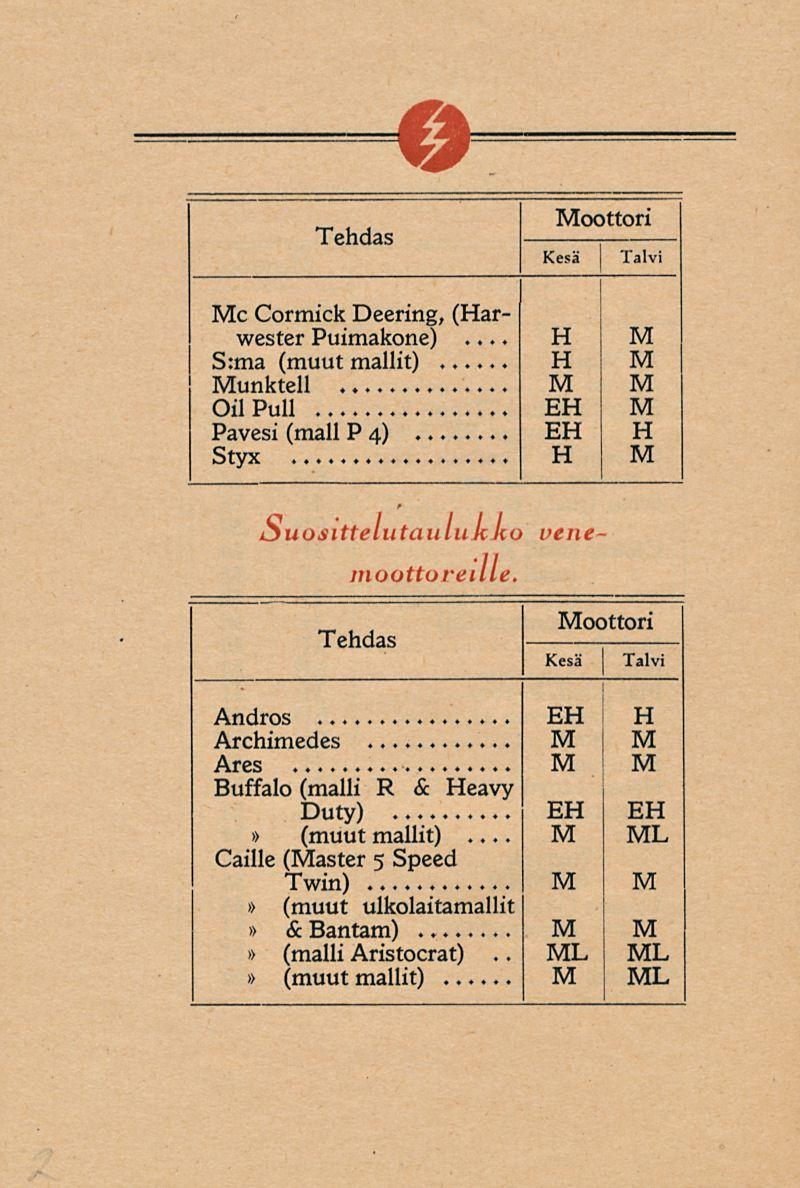 Tehdas Moottori
Kesä Talvi
Mc Cormick Deering, (Har-
wester Puimakone) .... H M
S:ma (muut mallit) ...... H M
Munktell .............. M M
Oil Pull ................ EH M
Pavesi (mall P 4) ........ EH H
Styx .................. H M
Suosittelutaulukko vene-
moottoreille.
Tehdas Moottori
Kesä Talvi
Andros ................ EH H
Archimedes ............ M M
Ares .................. M M
Buffalo (malli R & Heavy
Duty) .......... EH EH
» (muut mallit) .... M ML
Caille (Master 5 Speed
Twin) ............ M M
» (muut ulkolaitamallit
» & Bantam) ........ M M
» (malli Aristocrat) .. ML ML
» (muut mallit) ...... M ML
2